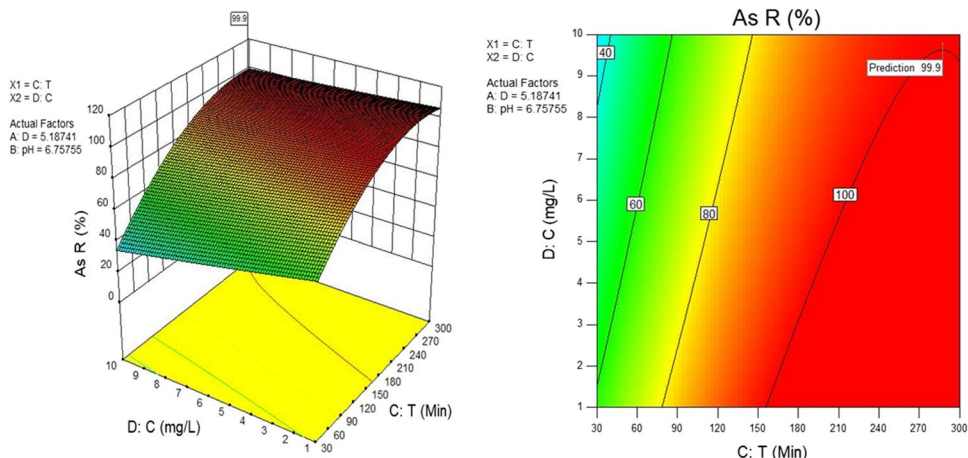 99.9
X1 = C: T
X2 = D: C
Actual Factors
A: D = 5.18741
B: pH = 6.75755
As R (%)
120
100
80
60
40
20
0
10
9
8
7
6
5
4
3
2
1
D: C (mg/L)
30
60
90
120
150
180
210
240
270
300
C: T (Min)
As R (%)
X1 = C: T
X2 = D: C
Actual Factors
A: D = 5.18741
B: pH = 6.75755
D: C (mg/L)
10
9
8
7
6
5
4
3
2
1
40
60
80
100
Prediction 99.9
30 60 90 120 150 180 210 240 270 300
C: T (Min)